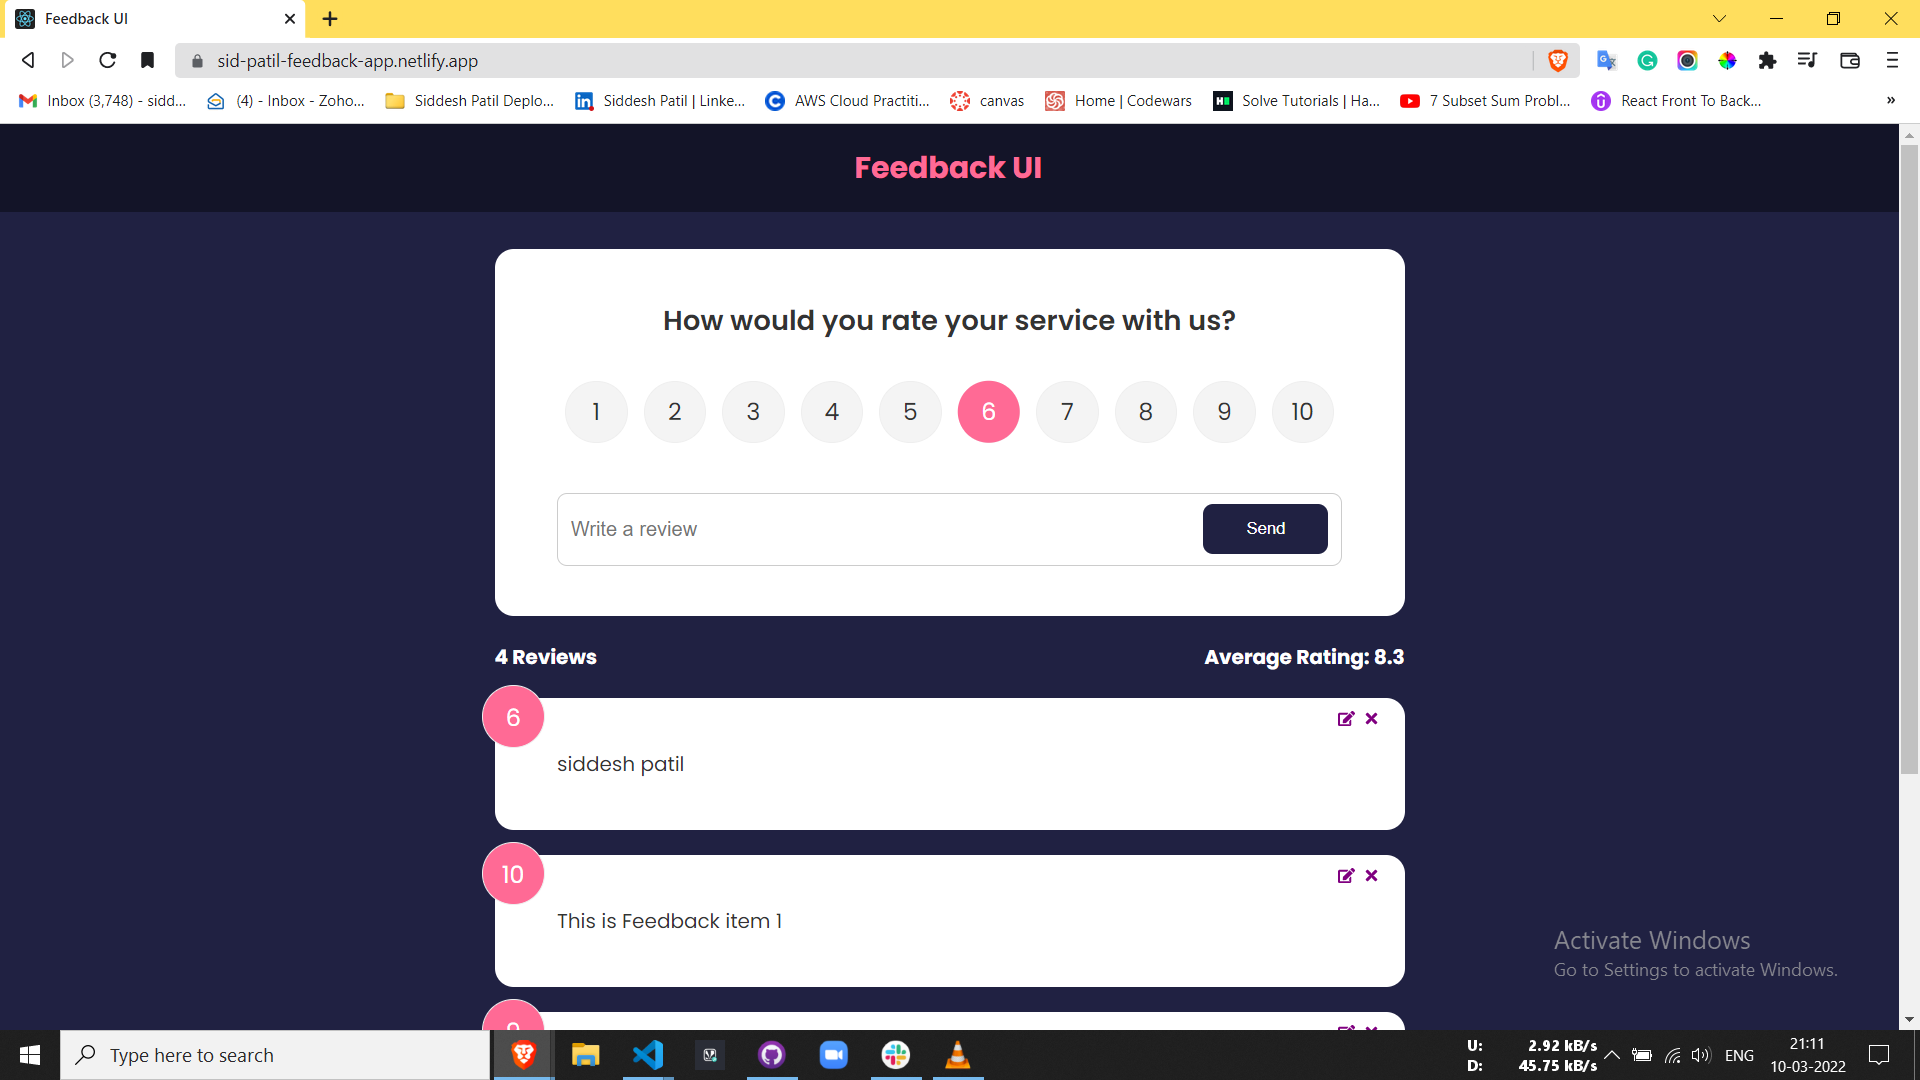 Feedback UI
sid-patil-feedback-app.netlify.app
Inbox (3,748) - sidd... (4) - Inbox - Zoho... Siddesh Patil Deplo... Siddesh Patil | Linke... AWS Cloud Practiti... canvas Home | Codewars Solve Tutorials | Ha... 7 Subset Sum Probl... React Front To Back... »
Feedback UI
How would you rate your service with us?
1 2 3 4 5 6 7 8 9 10
Write a review Send
4 Reviews Average Rating: 8.3
6
siddesh patil
10
This is Feedback item 1
Activate Windows
Go to Settings to activate Windows.
Type here to search
U: 2.92 kB/s
D: 45.75 kB/s
ENG
21:11
10-03-2022